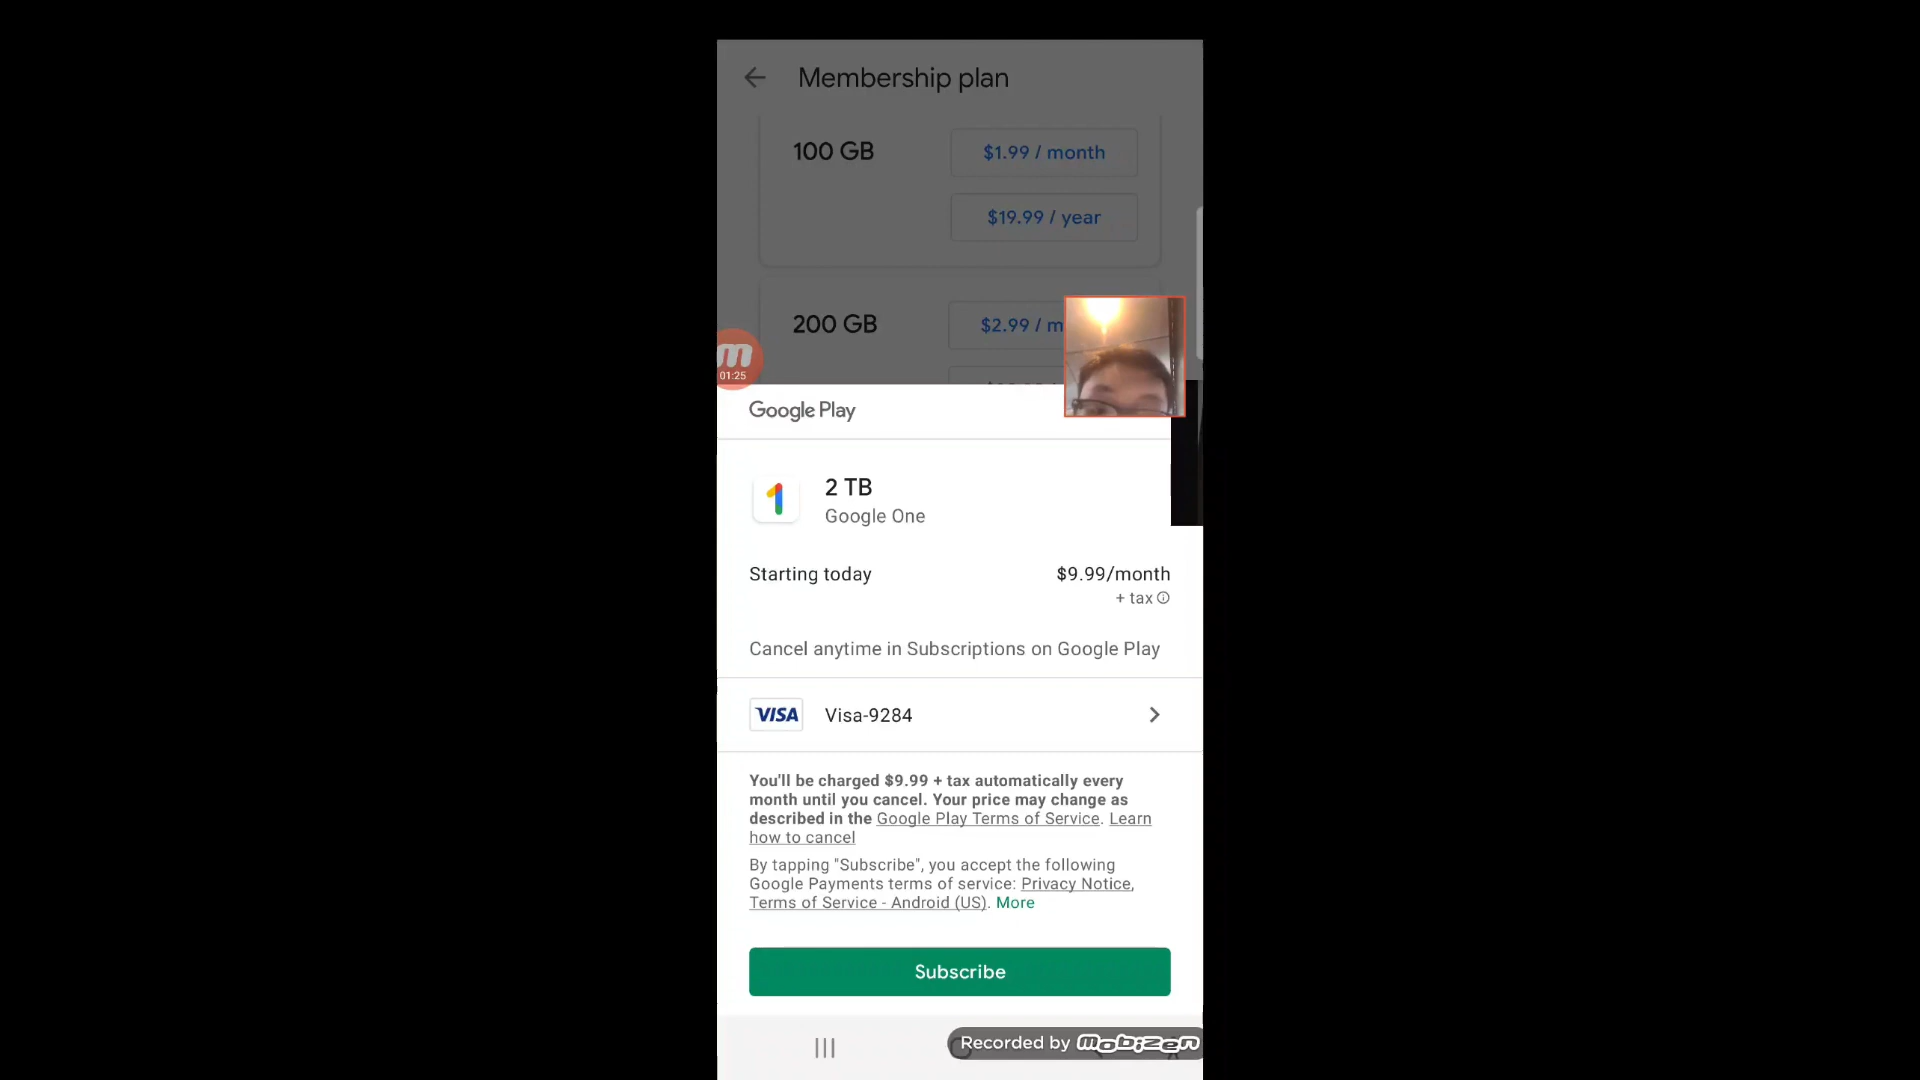 Membership plan
100 GB
$1.99 / month
$19.99 / year
200 GB
$2.99 / m
m
01:25
Google Play
2 TB
Google One
Starting today
$9.99/month
+ tax
Cancel anytime in Subscriptions on Google Play
VISA
Visa-9284
You'll be charged $9.99 + tax automatically every
month until you cancel. Your price may change as
described in the Google Play Terms of Service. Learn
how to cancel
By tapping "Subscribe", you accept the following
Google Payments terms of service: Privacy Notice,
Terms of Service - Android (US). More
Subscribe
Recorded by mobizen